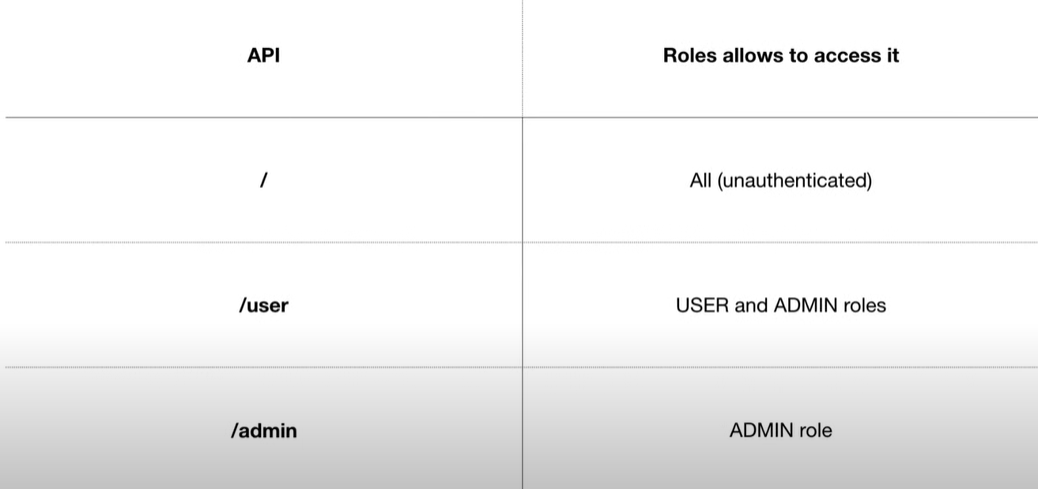 API
Roles allows to access it
/
All (unauthenticated)
/user
USER and ADMIN roles
/admin
ADMIN role